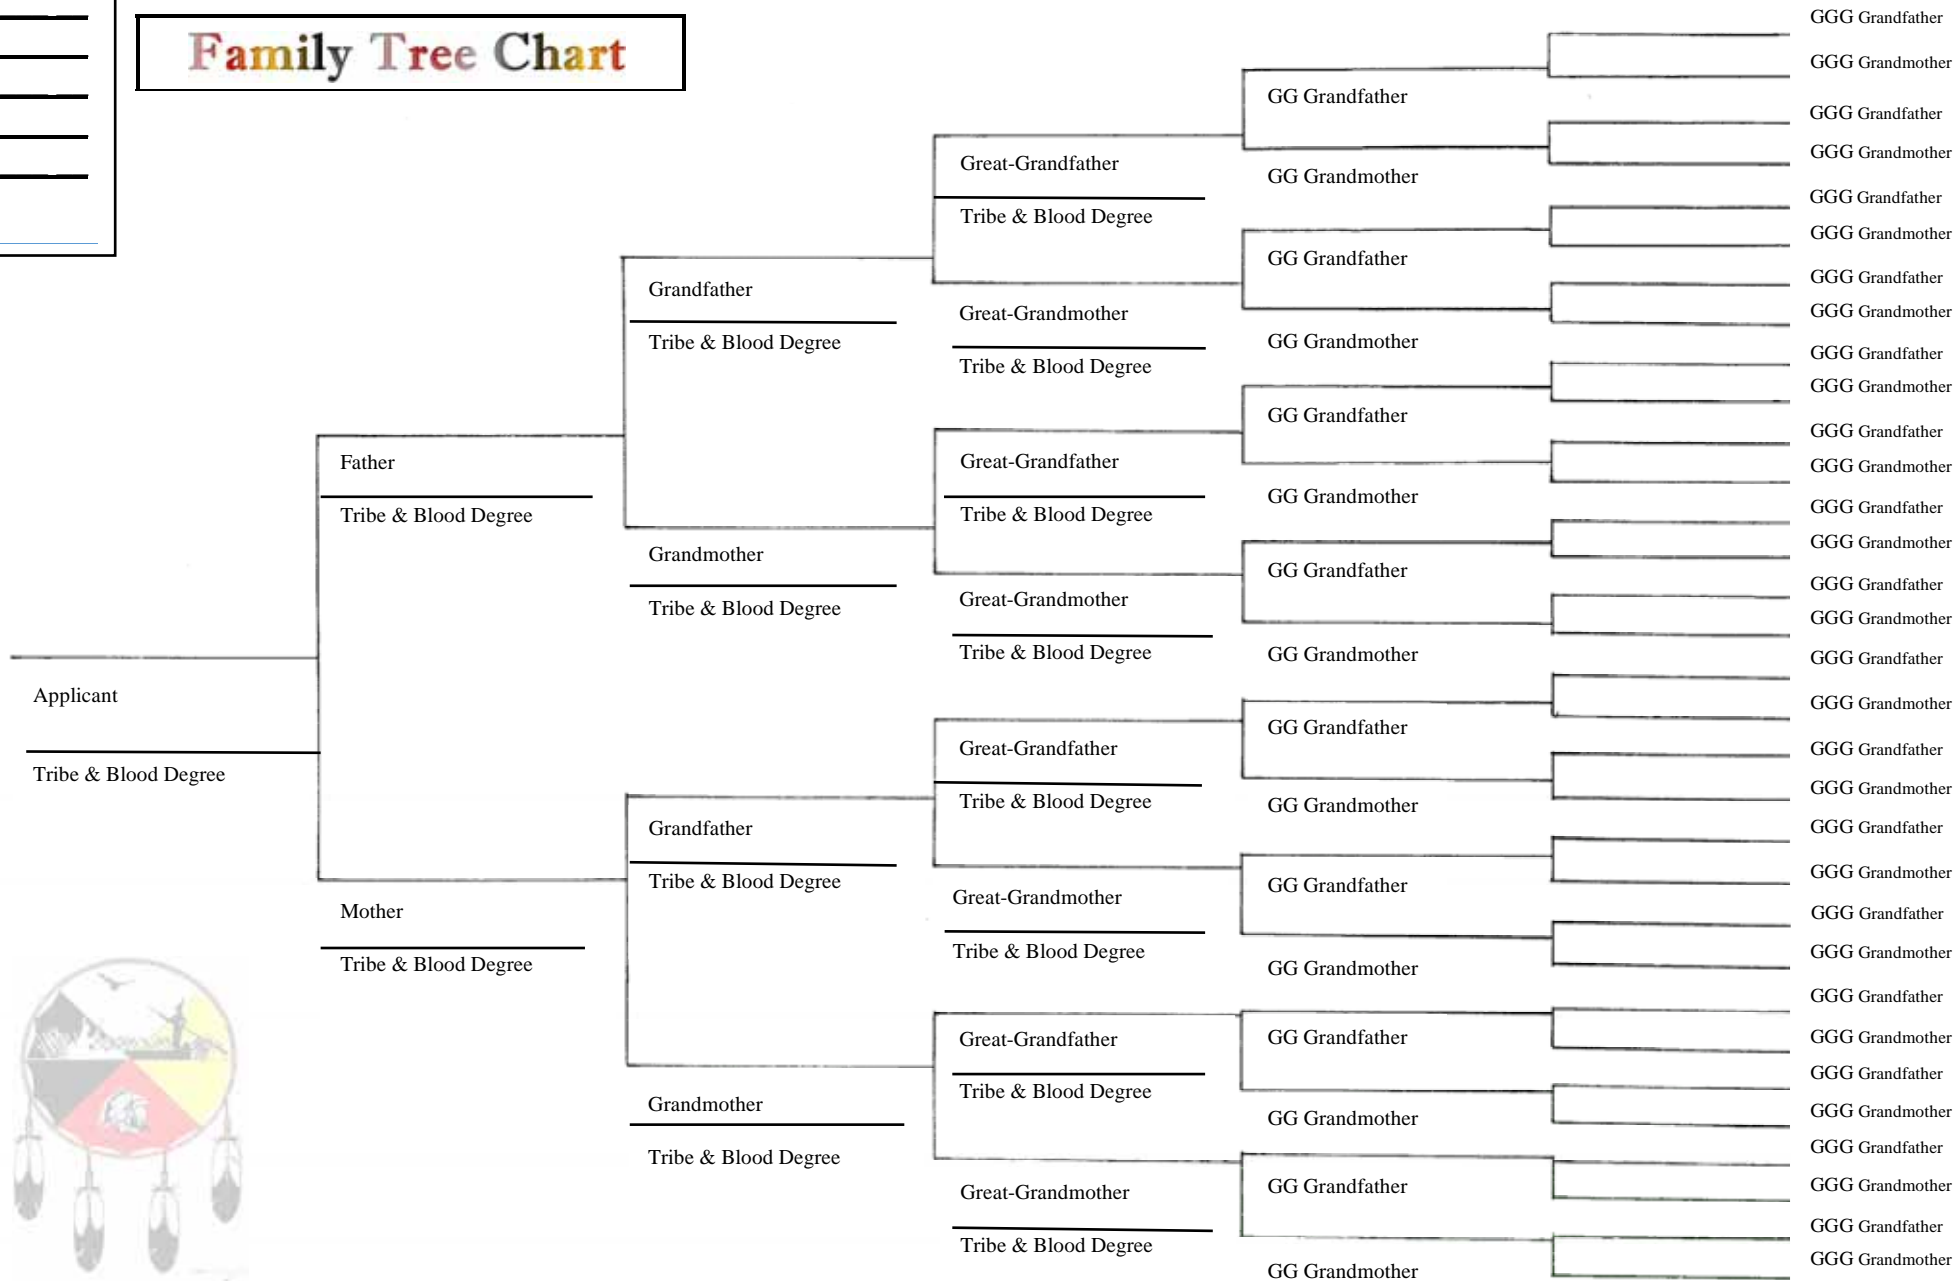 Family Tree Chart
Applicant
Tribe & Blood Degree
Father
Tribe & Blood Degree
Mother
Tribe & Blood Degree
Grandfather
Tribe & Blood Degree
Grandmother
Tribe & Blood Degree
Grandfather
Tribe & Blood Degree
Grandmother
Tribe & Blood Degree
Great-Grandfather
Tribe & Blood Degree
Great-Grandmother
Tribe & Blood Degree
Great-Grandfather
Tribe & Blood Degree
Great-Grandmother
Tribe & Blood Degree
Great-Grandfather
Tribe & Blood Degree
Great-Grandmother
Tribe & Blood Degree
Great-Grandfather
Tribe & Blood Degree
Great-Grandmother
Tribe & Blood Degree
GG Grandfather
GG Grandmother
GG Grandfather
GG Grandmother
GG Grandfather
GG Grandmother
GG Grandfather
GG Grandmother
GG Grandfather
GG Grandmother
GG Grandfather
GG Grandmother
GG Grandfather
GG Grandmother
GG Grandfather
GG Grandmother
GGG Grandfather
GGG Grandmother
GGG Grandfather
GGG Grandmother
GGG Grandfather
GGG Grandmother
GGG Grandfather
GGG Grandmother
GGG Grandfather
GGG Grandmother
GGG Grandfather
GGG Grandmother
GGG Grandfather
GGG Grandmother
GGG Grandfather
GGG Grandmother
GGG Grandfather
GGG Grandmother
GGG Grandfather
GGG Grandmother
GGG Grandfather
GGG Grandmother
GGG Grandfather
GGG Grandmother
GGG Grandfather
GGG Grandmother
GGG Grandfather
GGG Grandmother
GGG Grandfather
GGG Grandmother
GGG Grandfather
GGG Grandmother